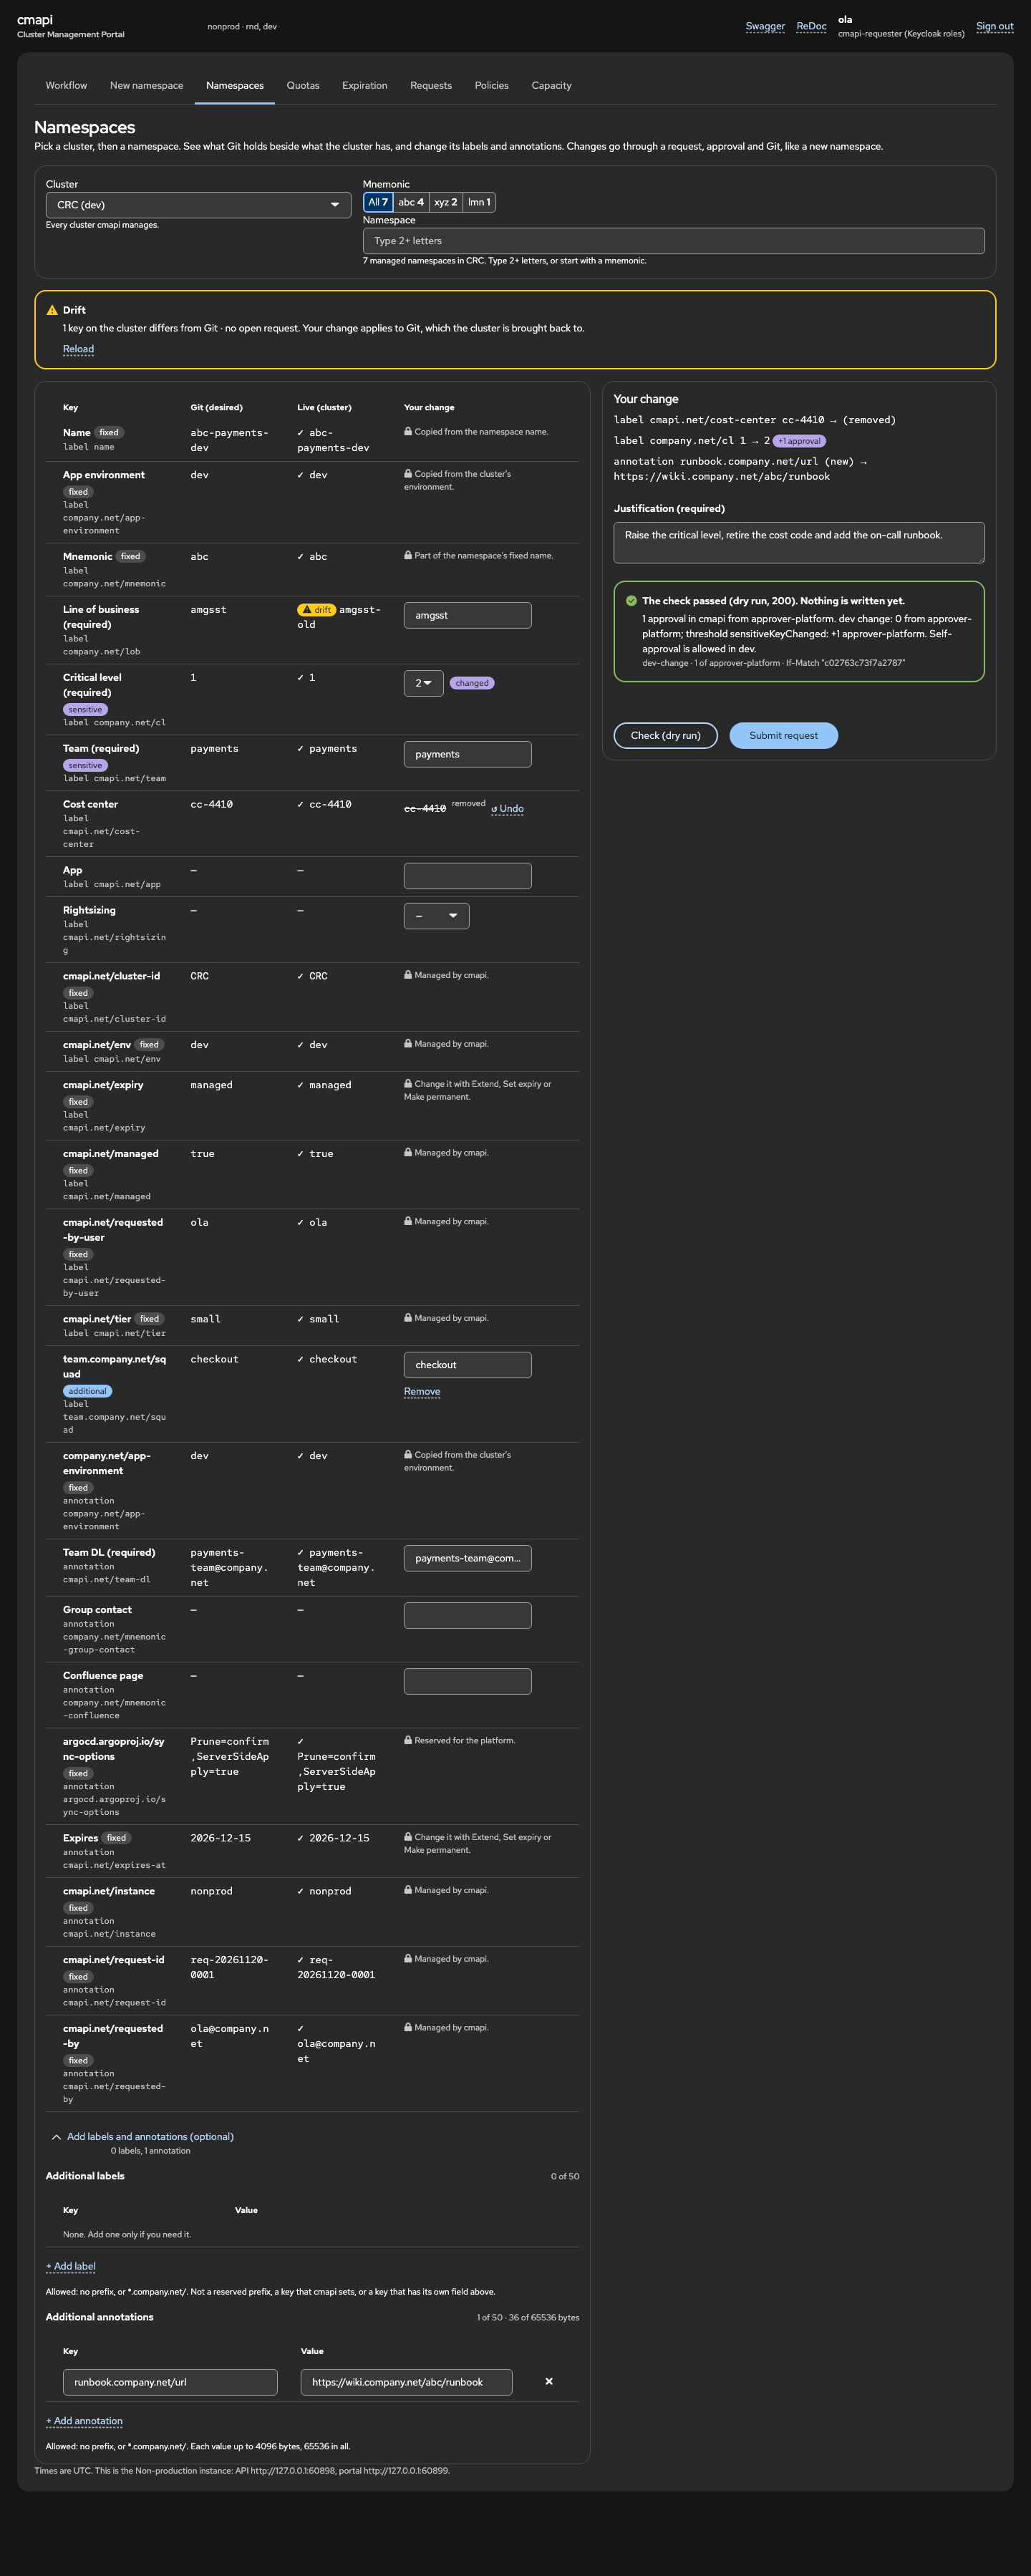 cmapi
Cluster Management Portal
nonprod · rnd, dev
Swagger
ReDoc
ola
cmapi-requester (Keycloak roles)
Sign out
Workflow
New namespace
Namespaces
Quotas
Expiration
Requests
Policies
Capacity
Namespaces
Pick a cluster, then a namespace. See what Git holds beside what the cluster has, and change its labels and annotations. Changes go through a request, approval and Git, like a new namespace.
Cluster
CRC (dev)
Every cluster cmapi manages.
Mnemonic
All 7
abc 4
xyz 2
lmn 1
Namespace
Type 2+ letters
7 managed namespaces in CRC. Type 2+ letters, or start with a mnemonic.
Drift
1 key on the cluster differs from Git · no open request. Your change applies to Git, which the cluster is brought back to.
Reload
Key
Git (desired)
Live (cluster)
Your change
Name fixed
label name
abc-payments-
dev
✓ abc-
payments-dev
Copied from the namespace name.
App environment
fixed
label
company.net/app-
environment
dev
✓ dev
Copied from the cluster's
environment.
Mnemonic fixed
label
company.net/mnemonic
abc
✓ abc
Part of the namespace's fixed name.
Line of business
(required)
label
company.net/lob
amgsst
drift amgsst-
old
amgsst
Critical level
(required)
sensitive
label company.net/cl
1
✓ 1
2
changed
Team (required)
sensitive
label cmapi.net/team
payments
✓ payments
payments
Cost center
label
cmapi.net/cost-
center
cc-4410
✓ cc-4410
cc-4410 removed ↺ Undo
App
label cmapi.net/app
—
—
Rightsizing
label
cmapi.net/rightsizin
g
—
—
—
cmapi.net/cluster-id
fixed
label
cmapi.net/cluster-id
CRC
✓ CRC
Managed by cmapi.
cmapi.net/env fixed
label cmapi.net/env
dev
✓ dev
Managed by cmapi.
cmapi.net/expiry
fixed
label
cmapi.net/expiry
managed
✓ managed
Change it with Extend, Set expiry or
Make permanent.
cmapi.net/managed
fixed
label
cmapi.net/managed
true
✓ true
Managed by cmapi.
cmapi.net/requested
-by-user
fixed
label
cmapi.net/requested-
by-user
ola
✓ ola
Managed by cmapi.
cmapi.net/tier fixed
label cmapi.net/tier
small
✓ small
Managed by cmapi.
team.company.net/sq
uad
additional
label
team.company.net/squ
ad
checkout
✓ checkout
checkout
Remove
company.net/app-
environment
fixed
annotation
company.net/app-
environment
dev
✓ dev
Copied from the cluster's
environment.
Team DL (required)
annotation
cmapi.net/team-dl
payments-
team@company.
net
✓ payments-
team@company.
net
payments-team@com...
Group contact
annotation
company.net/mnemonic
-group-contact
—
—
Confluence page
annotation
company.net/mnemonic
-confluence
—
—
argocd.argoproj.io/sy
nc-options
fixed
annotation
argocd.argoproj.io/s
ync-options
Prune=confirm
,ServerSideAp
ply=true
✓
Prune=confirm
,ServerSideAp
ply=true
Reserved for the platform.
Expires fixed
annotation
cmapi.net/expires-at
2026-12-15
✓ 2026-12-15
Change it with Extend, Set expiry or
Make permanent.
cmapi.net/instance
fixed
annotation
cmapi.net/instance
nonprod
✓ nonprod
Managed by cmapi.
cmapi.net/request-id
fixed
annotation
cmapi.net/request-id
req-20261120-
0001
✓ req-
20261120-0001
Managed by cmapi.
cmapi.net/requested
-by
fixed
annotation
cmapi.net/requested-
by
ola@company.n
et
✓
ola@company.n
et
Managed by cmapi.
Add labels and annotations (optional)
0 labels, 1 annotation
Additional labels
0 of 50
Key
Value
None. Add one only if you need it.
+ Add label
Allowed: no prefix, or *.company.net/. Not a reserved prefix, a key that cmapi sets, or a key that has its own field above.
Additional annotations
1 of 50 · 36 of 65536 bytes
Key
Value
runbook.company.net/url
https://wiki.company.net/abc/runbook
×
+ Add annotation
Allowed: no prefix, or *.company.net/. Each value up to 4096 bytes, 65536 in all.
Your change
label cmapi.net/cost-center cc-4410 → (removed)
label company.net/cl 1 → 2 +1 approval
annotation runbook.company.net/url (new) →
https://wiki.company.net/abc/runbook
Justification (required)
Raise the critical level, retire the cost code and add the on-call runbook.
The check passed (dry run, 200). Nothing is written yet.
1 approval in cmapi from approver-platform. dev change: 0 from approver-
platform; threshold sensitiveKeyChanged: +1 approver-platform. Self-
approval is allowed in dev.
dev-change · 1 of approver-platform · If-Match "c02763c73f7a2787"
Check (dry run)
Submit request
Times are UTC. This is the Non-production instance: API http://127.0.0.1:60898, portal http://127.0.0.1:60899.